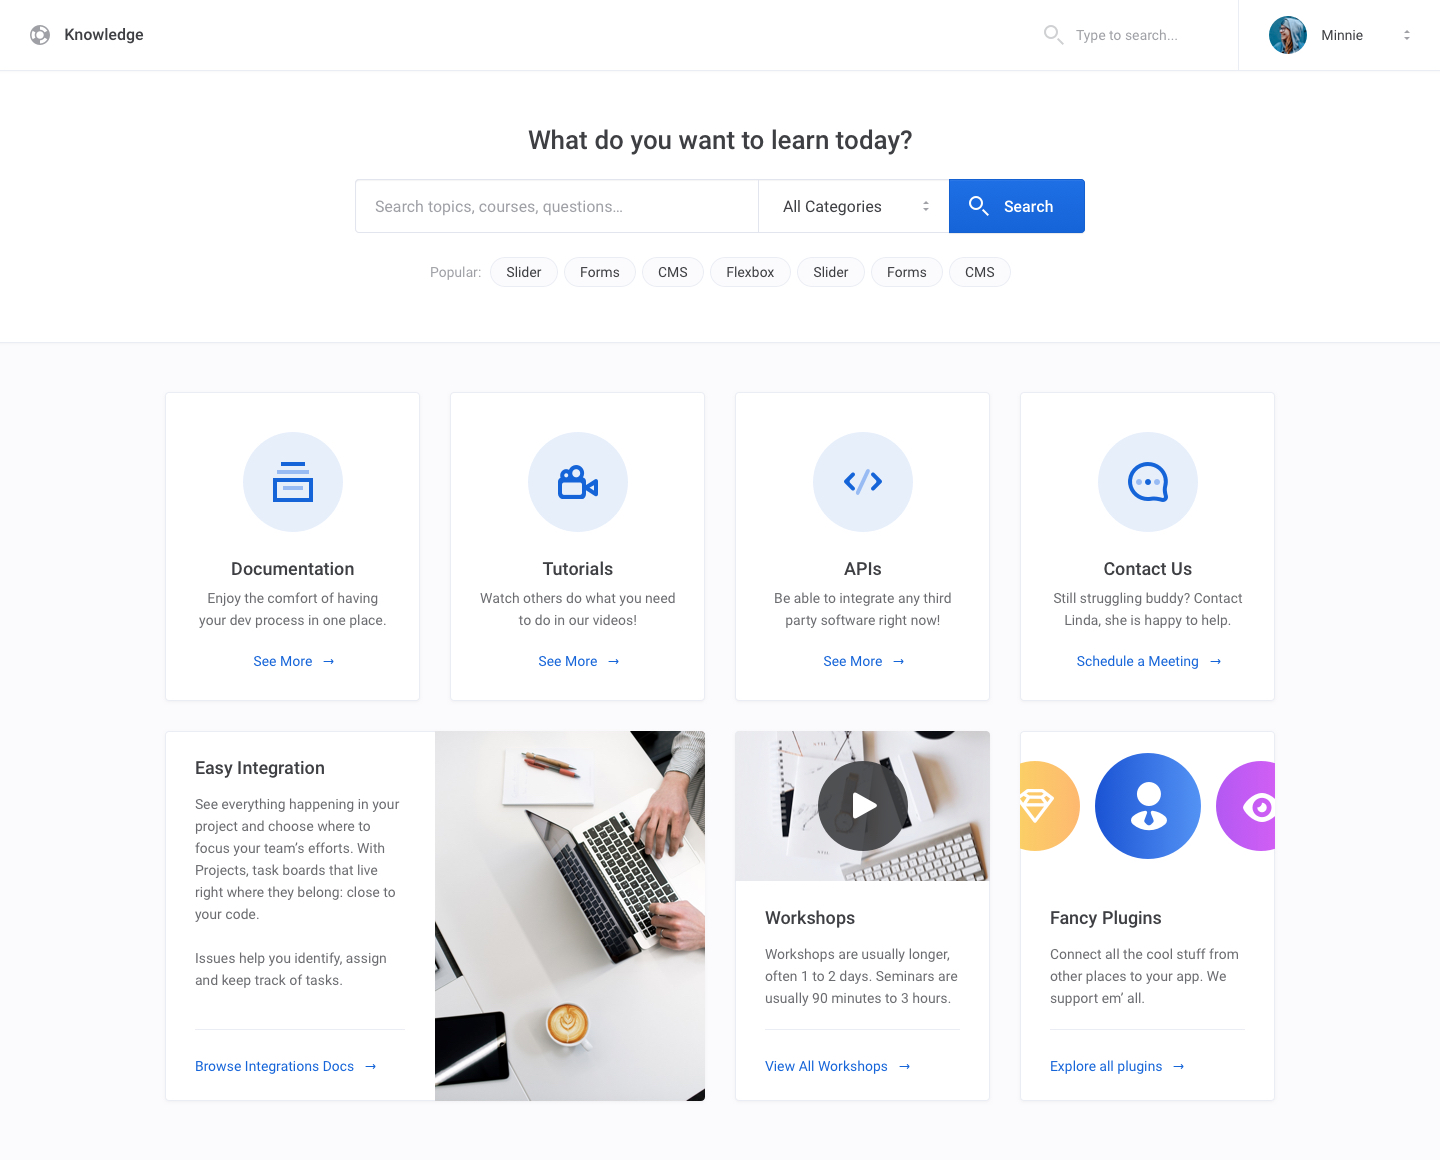 Knowledge
Type to search...
Minnie
What do you want to learn today?
Search topics, courses, questions…
All Categories
Search
Popular:
Slider
Forms
CMS
Flexbox
Slider
Forms
CMS
Documentation
Enjoy the comfort of having
your dev process in one place.
See More →
Tutorials
Watch others do what you need
to do in our videos!
See More →
APIs
Be able to integrate any third
party software right now!
See More →
Contact Us
Still struggling buddy? Contact
Linda, she is happy to help.
Schedule a Meeting →
Easy Integration
See everything happening in your
project and choose where to
focus your team’s efforts. With
Projects, task boards that live
right where they belong: close to
your code.
Issues help you identify, assign
and keep track of tasks.
Browse Integrations Docs →
Workshops
Workshops are usually longer,
often 1 to 2 days. Seminars are
usually 90 minutes to 3 hours.
View All Workshops →
Fancy Plugins
Connect all the cool stuff from
other places to your app. We
support em’ all.
Explore all plugins →